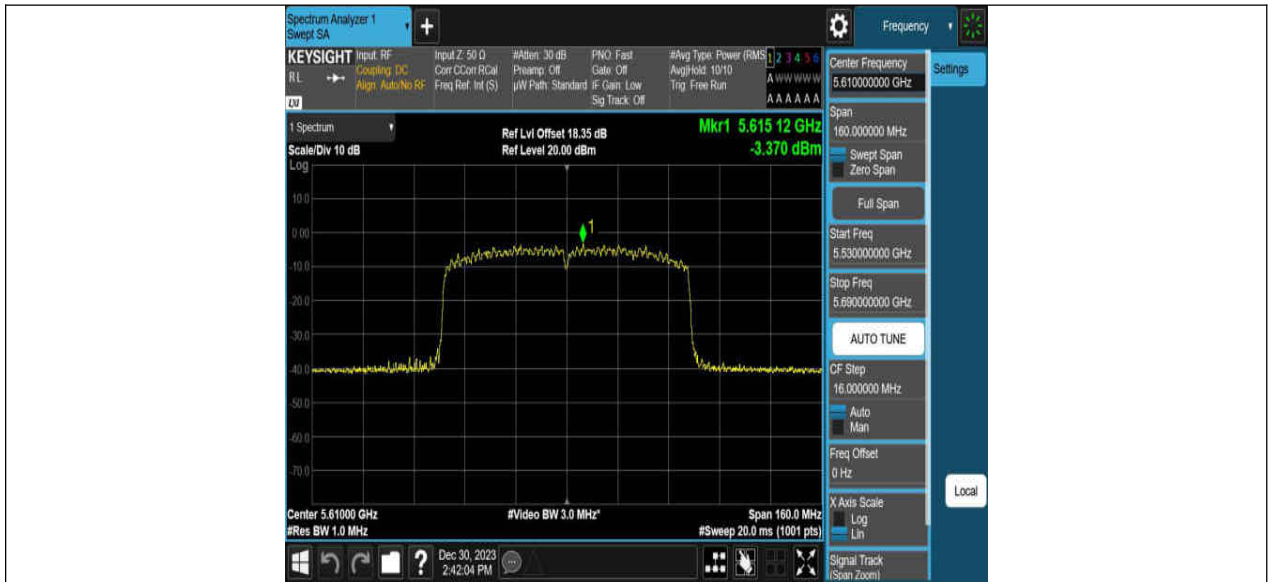 Spectrum Analyzer 1
Swept SA
+
Frequency
KEYSIGHT
RL
LXI
Input: RF
Coupling: DC
Align: Auto/No RF
Input Z: 50 Ω
Corr CCorr RCal
Freq Ref: Int (S)
#Atten: 30 dB
Preamp: Off
µW Path: Standard
PNO: Fast
Gate: Off
IF Gain: Low
Sig Track: Off
#Avg Type: Power (RMS
Avg|Hold: 10/10
Trig: Free Run
1 2 3 4 5 6
A W W W W W
A A A A A A
Center Frequency
5.610000000 GHz
Settings
1 Spectrum
Scale/Div 10 dB
Ref Lvl Offset 18.35 dB
Ref Level 20.00 dBm
Mkr1 5.615 12 GHz
-3.370 dBm
Span
160.000000 MHz
Swept Span
Zero Span
Full Span
Start Freq
5.530000000 GHz
Stop Freq
5.690000000 GHz
AUTO TUNE
CF Step
16.000000 MHz
Auto
Man
Freq Offset
0 Hz
X Axis Scale
Log
Lin
Signal Track
(Span Zoom)
Local
Log
10.0
0.00
-10.0
-20.0
-30.0
-40.0
-50.0
-60.0
-70.0
1
Center 5.61000 GHz
#Res BW 1.0 MHz
#Video BW 3.0 MHz*
Span 160.0 MHz
#Sweep 20.0 ms (1001 pts)
?
Dec 30, 2023
2:42:04 PM